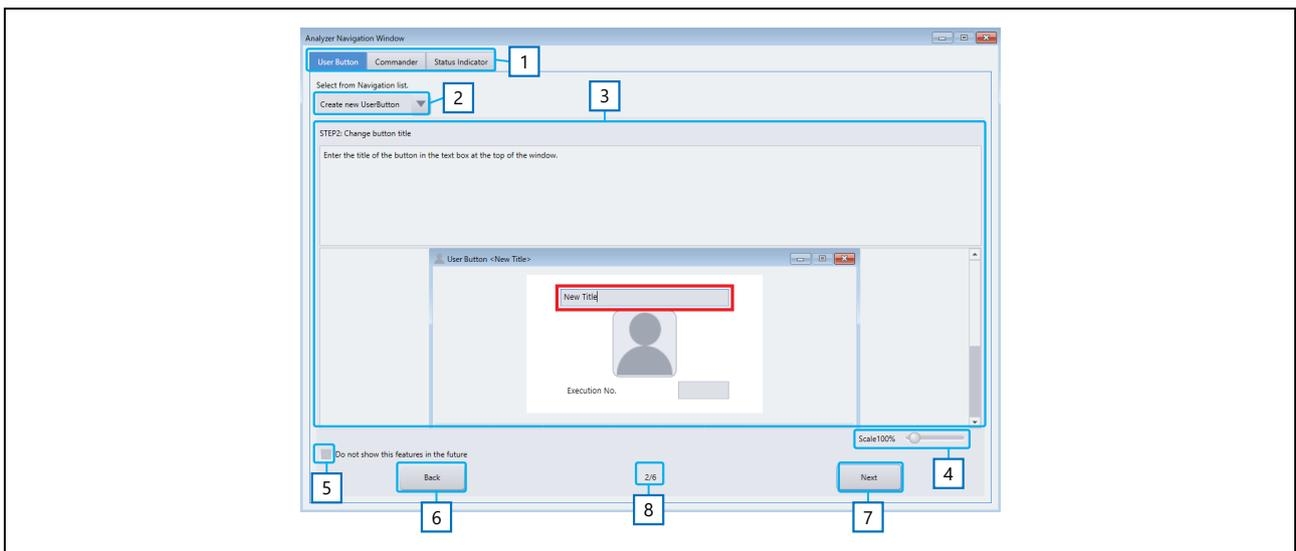 Analyzer Navigation Window
User Button Commander Status Indicator
1
Select from Navigation list.
Create new UserButton
2
3
STEP2: Change button title
Enter the title of the button in the text box at the top of the window.
User Button <New Title>
New Title
Execution No.
Scale100%
4
Do not show this features in the future
5
Back
2/6
Next
6
8
7